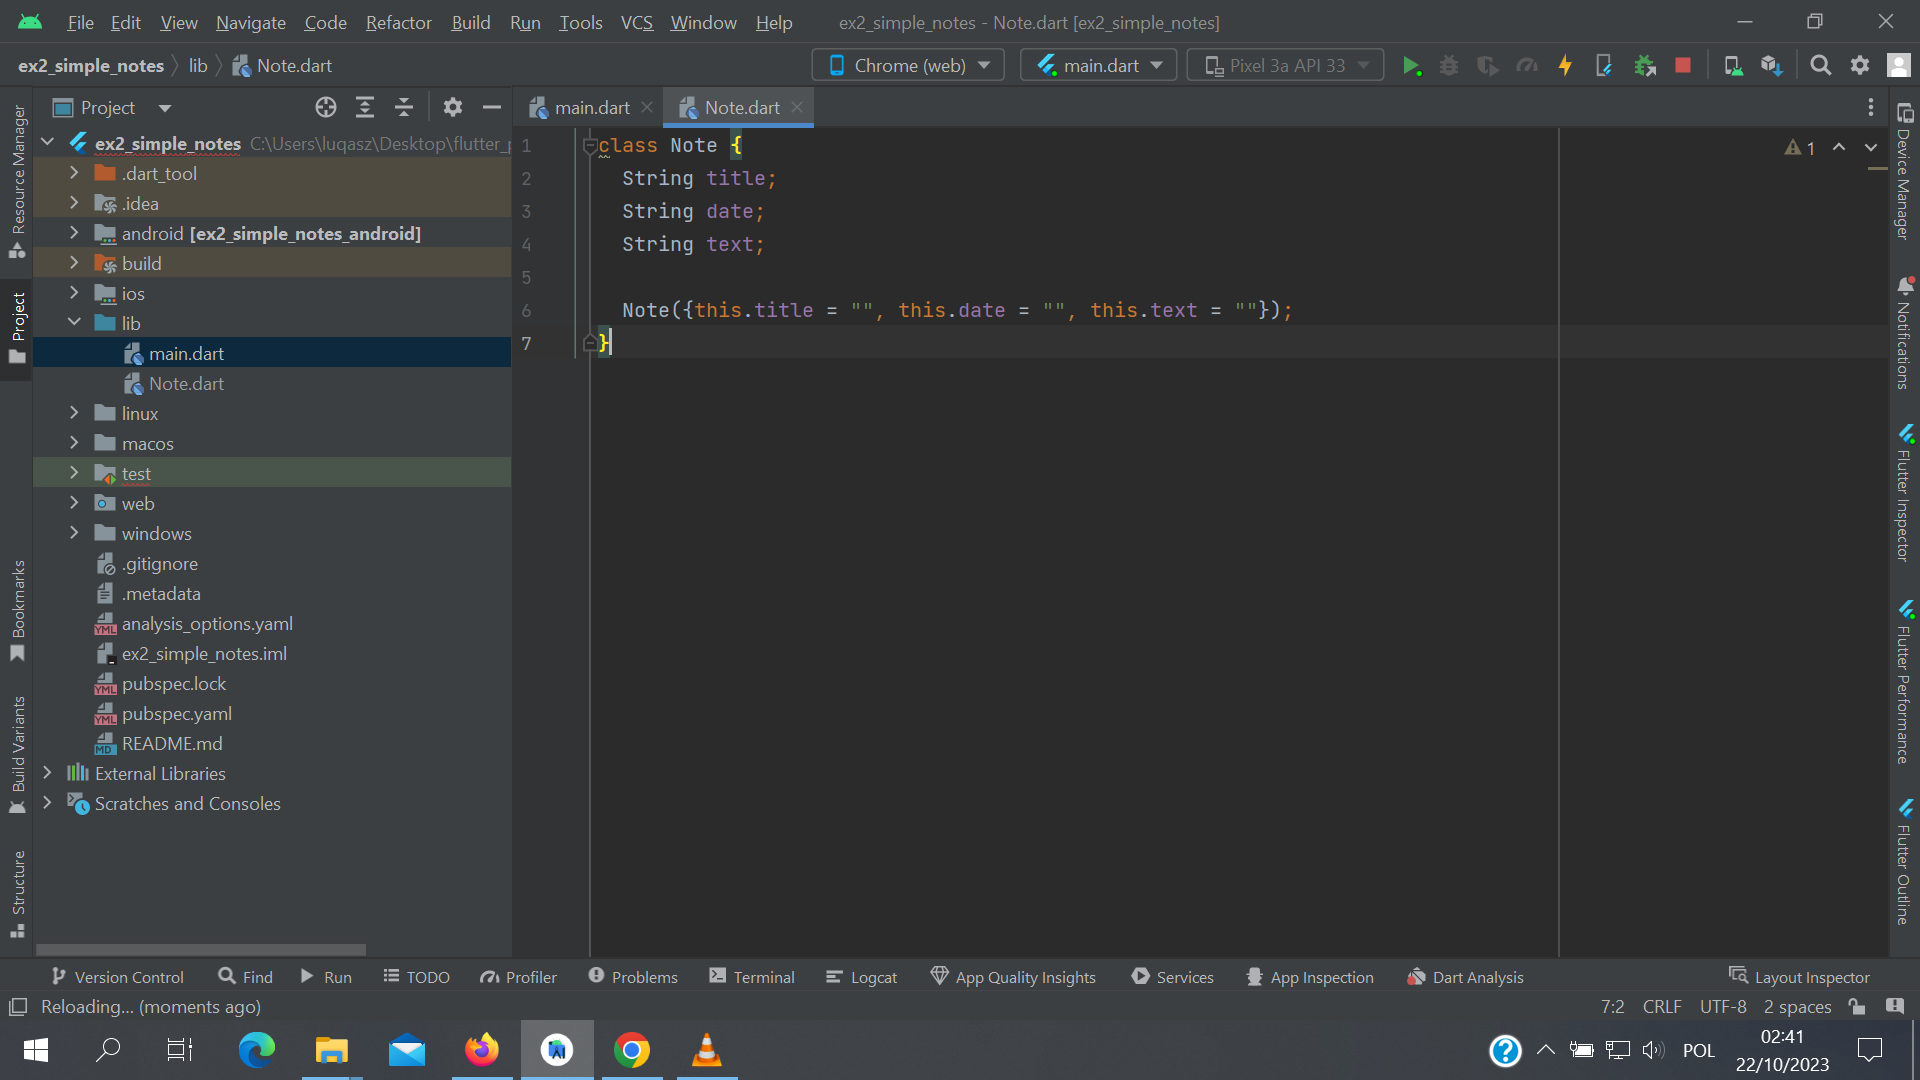 File Edit View Navigate Code Refactor Build Run Tools VCS Window Help ex2_simple_notes - Note.dart [ex2_simple_notes]
ex2_simple_notes lib Note.dart Chrome (web) main.dart Pixel 3a API 33
Project main.dart Note.dart
ex2_simple_notes C:\Users\luqasz\Desktop\flutter_
.dart_tool
.idea
android [ex2_simple_notes_android]
build
ios
lib
main.dart
Note.dart
linux
macos
test
web
windows
.gitignore
.metadata
analysis_options.yaml
ex2_simple_notes.iml
pubspec.lock
pubspec.yaml
README.md
External Libraries
Scratches and Consoles
1 class Note {
2 String title;
3 String date;
4 String text;
5
6 Note({this.title = "", this.date = "", this.text = ""});
7 }
1
Resource Manager
Project
Bookmarks
Build Variants
Structure
Device Manager
Notifications
Flutter Inspector
Flutter Performance
Flutter Outline
Version Control Find Run TODO Profiler Problems Terminal Logcat App Quality Insights Services App Inspection Dart Analysis Layout Inspector
Reloading... (moments ago) 7:2 CRLF UTF-8 2 spaces
POL
02:41
22/10/2023